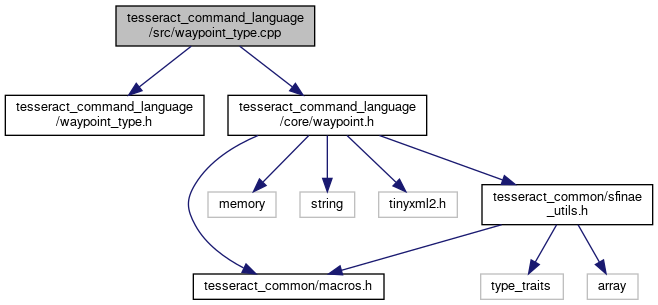 tesseract_command_language
/src/waypoint_type.cpp
tesseract_command_language
/waypoint_type.h
tesseract_command_language
/core/waypoint.h
memory
string
tinyxml2.h
tesseract_common/sfinae
_utils.h
tesseract_common/macros.h
type_traits
array